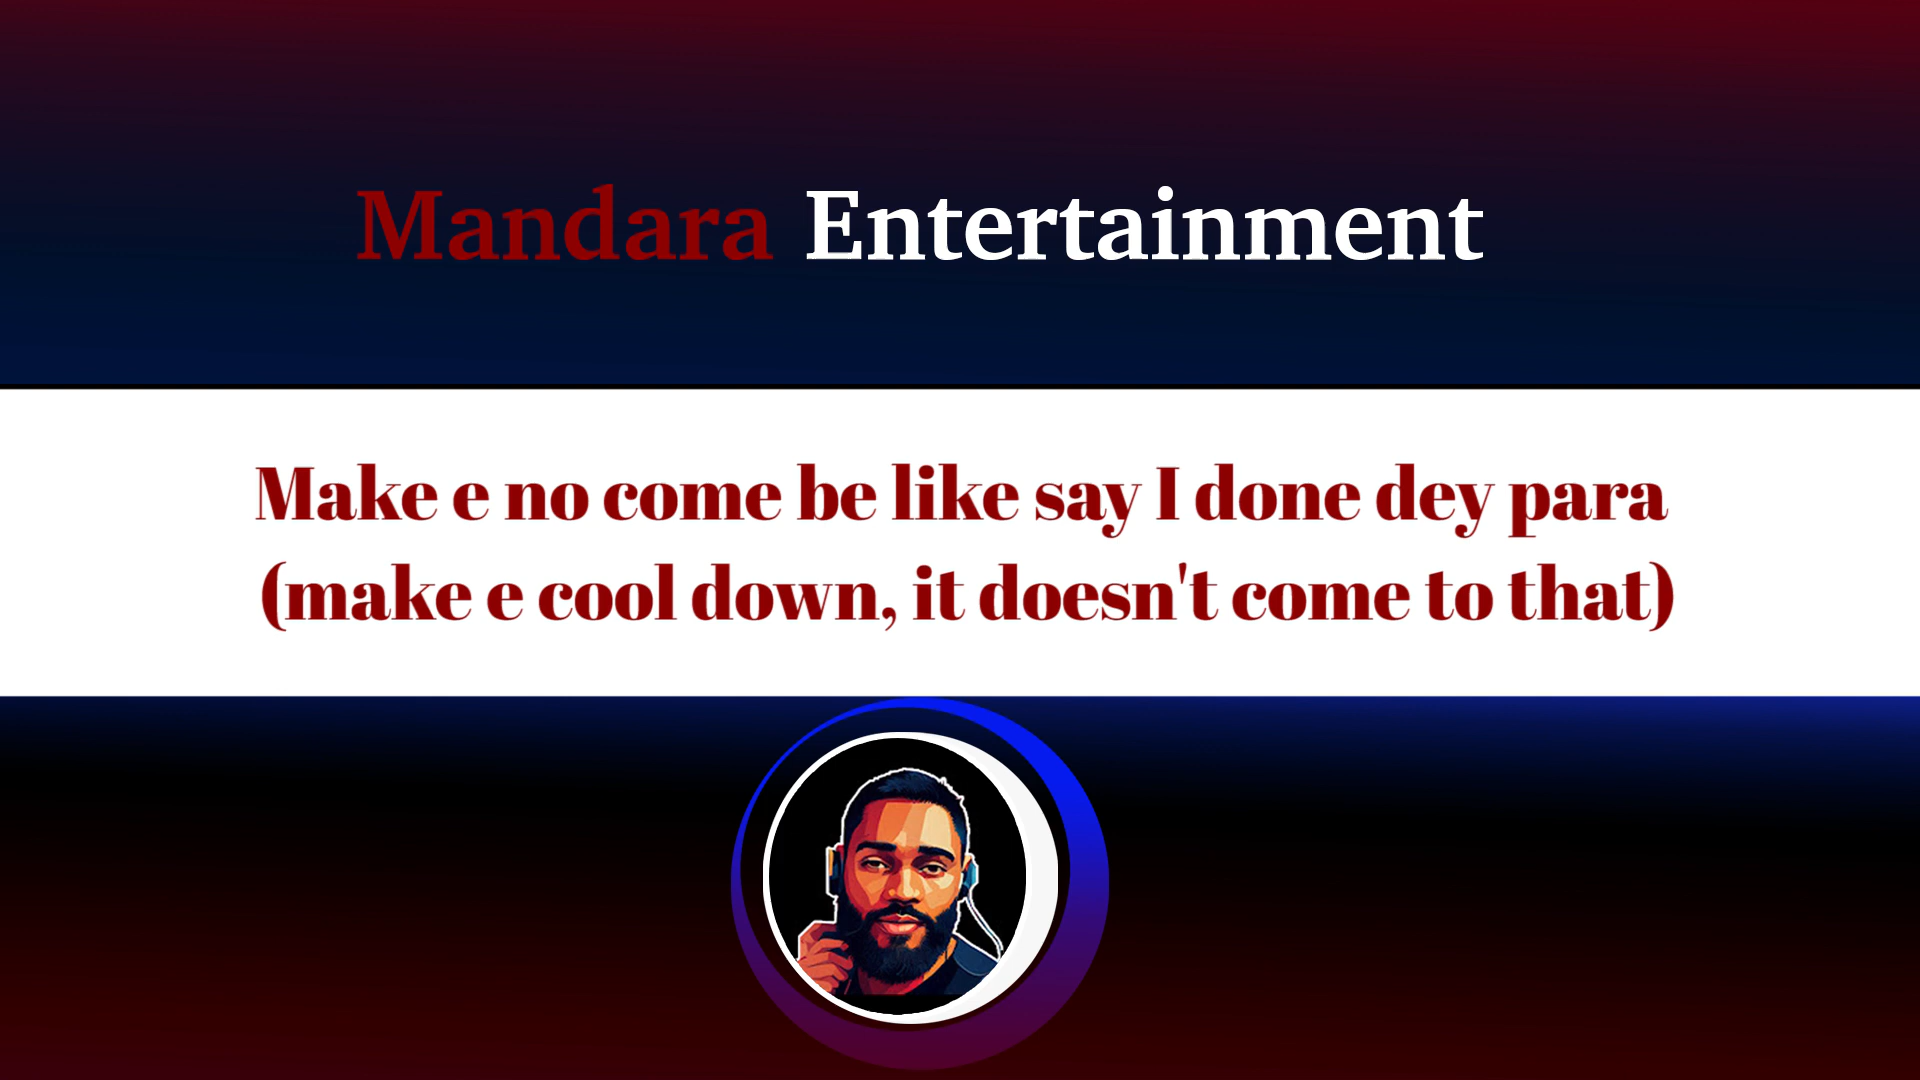 Mandara Entertainment
Make e no come be like say I done dey para
(make e cool down, it doesn't come to that)